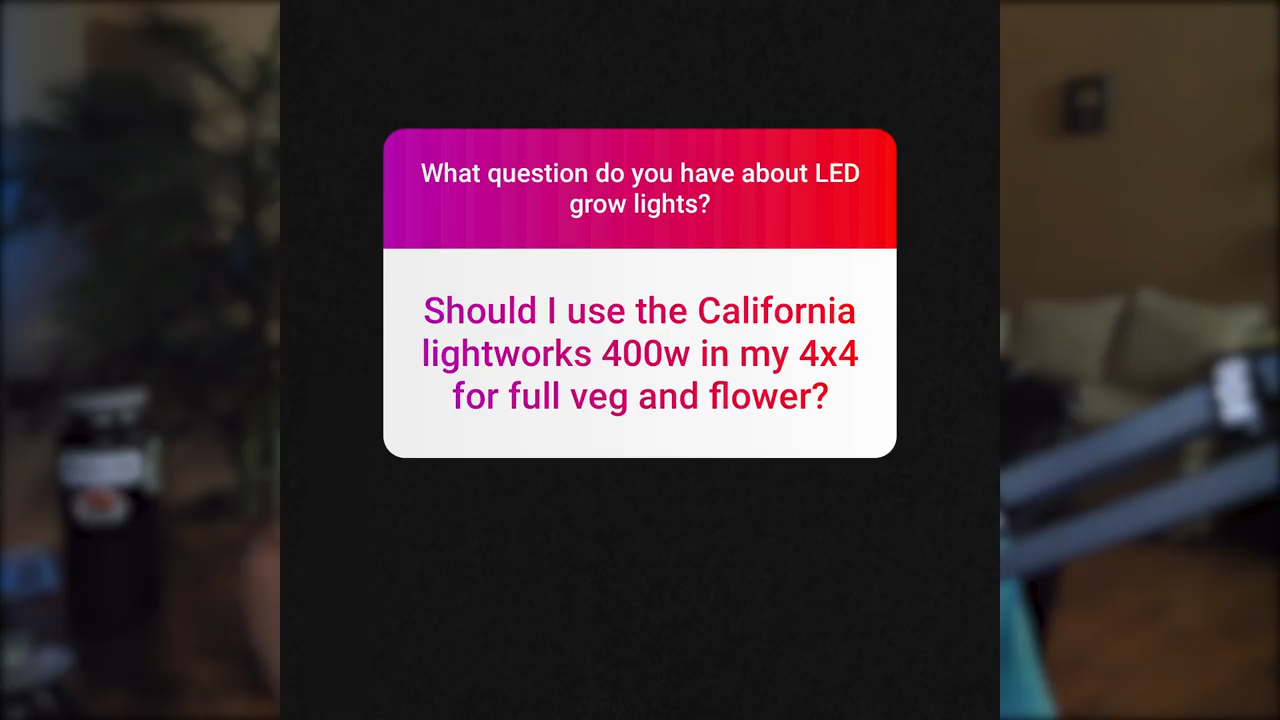 What question do you have about LED
grow lights?
Should I use the California
lightworks 400w in my 4x4
for full veg and flower?